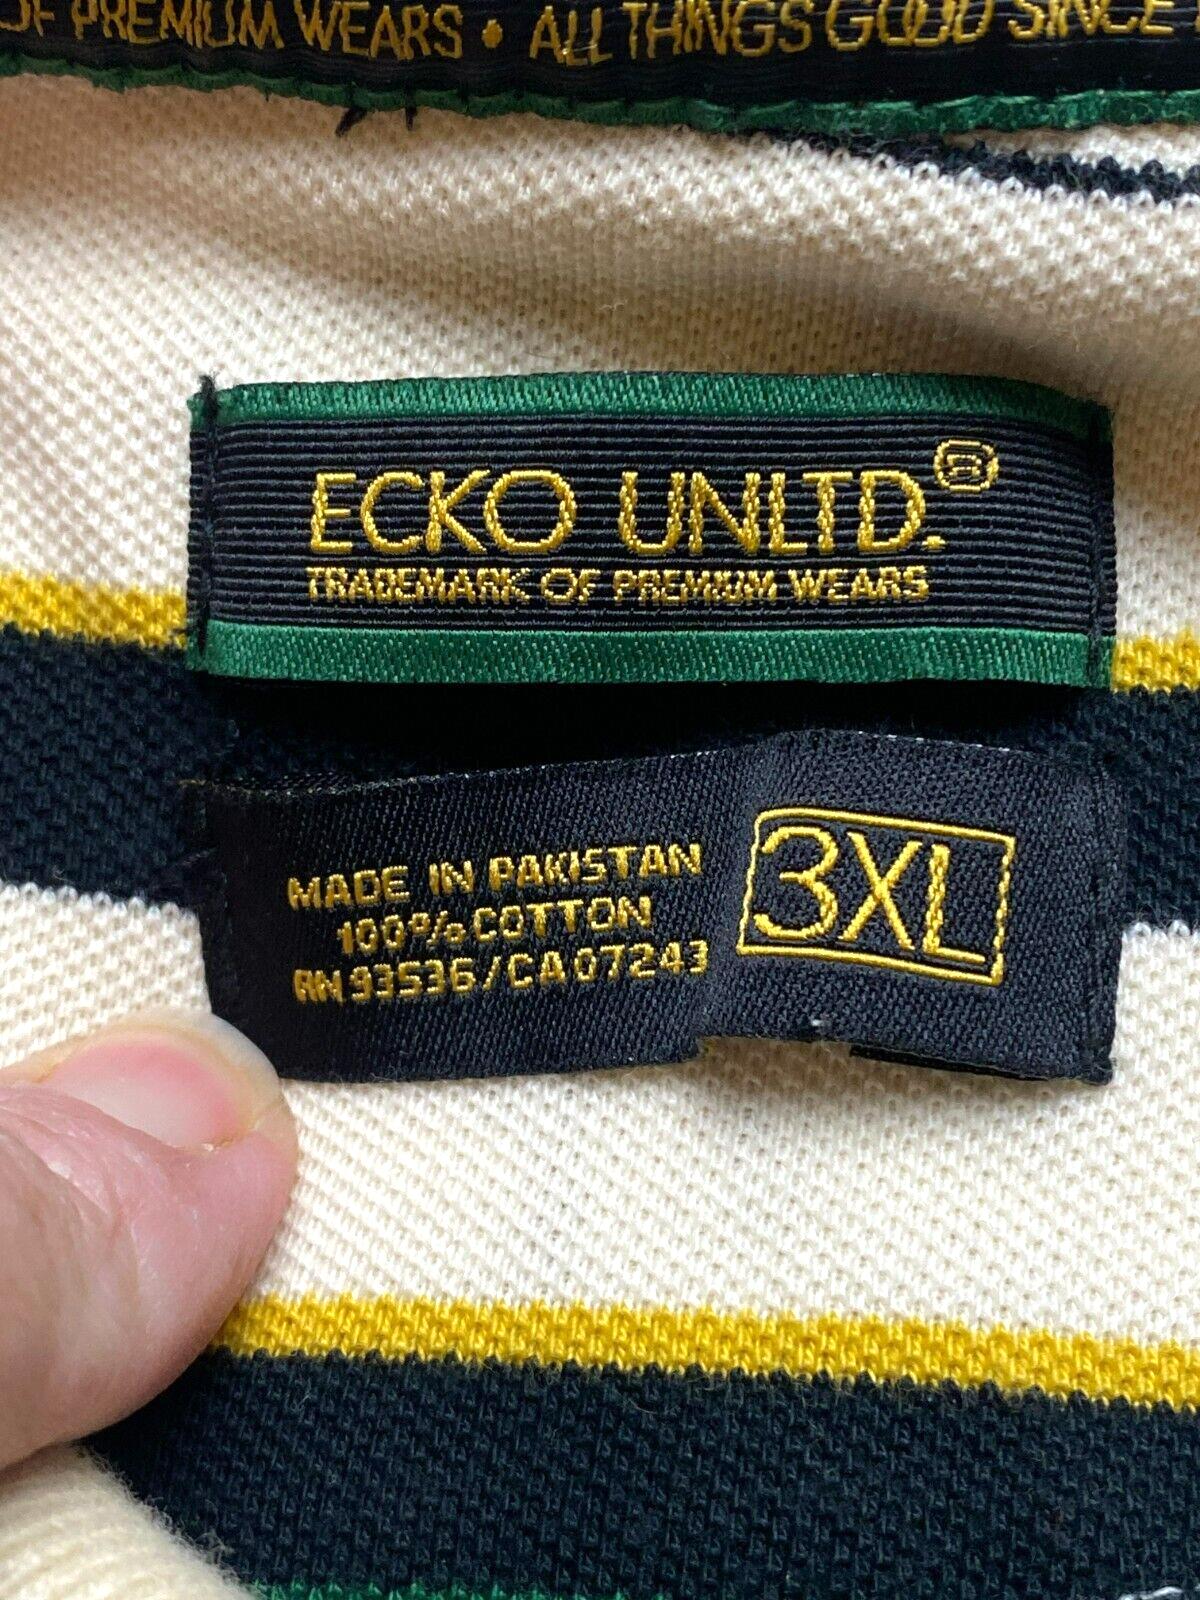 OF PREMIUM WEARS • ALL THINGS GOOD SINCE
ECKO UNLTD.®
TRADEMARK OF PREMIUM WEARS
MADE IN PAKISTAN
100% COTTON
RN 93536/CA 07243
3XL